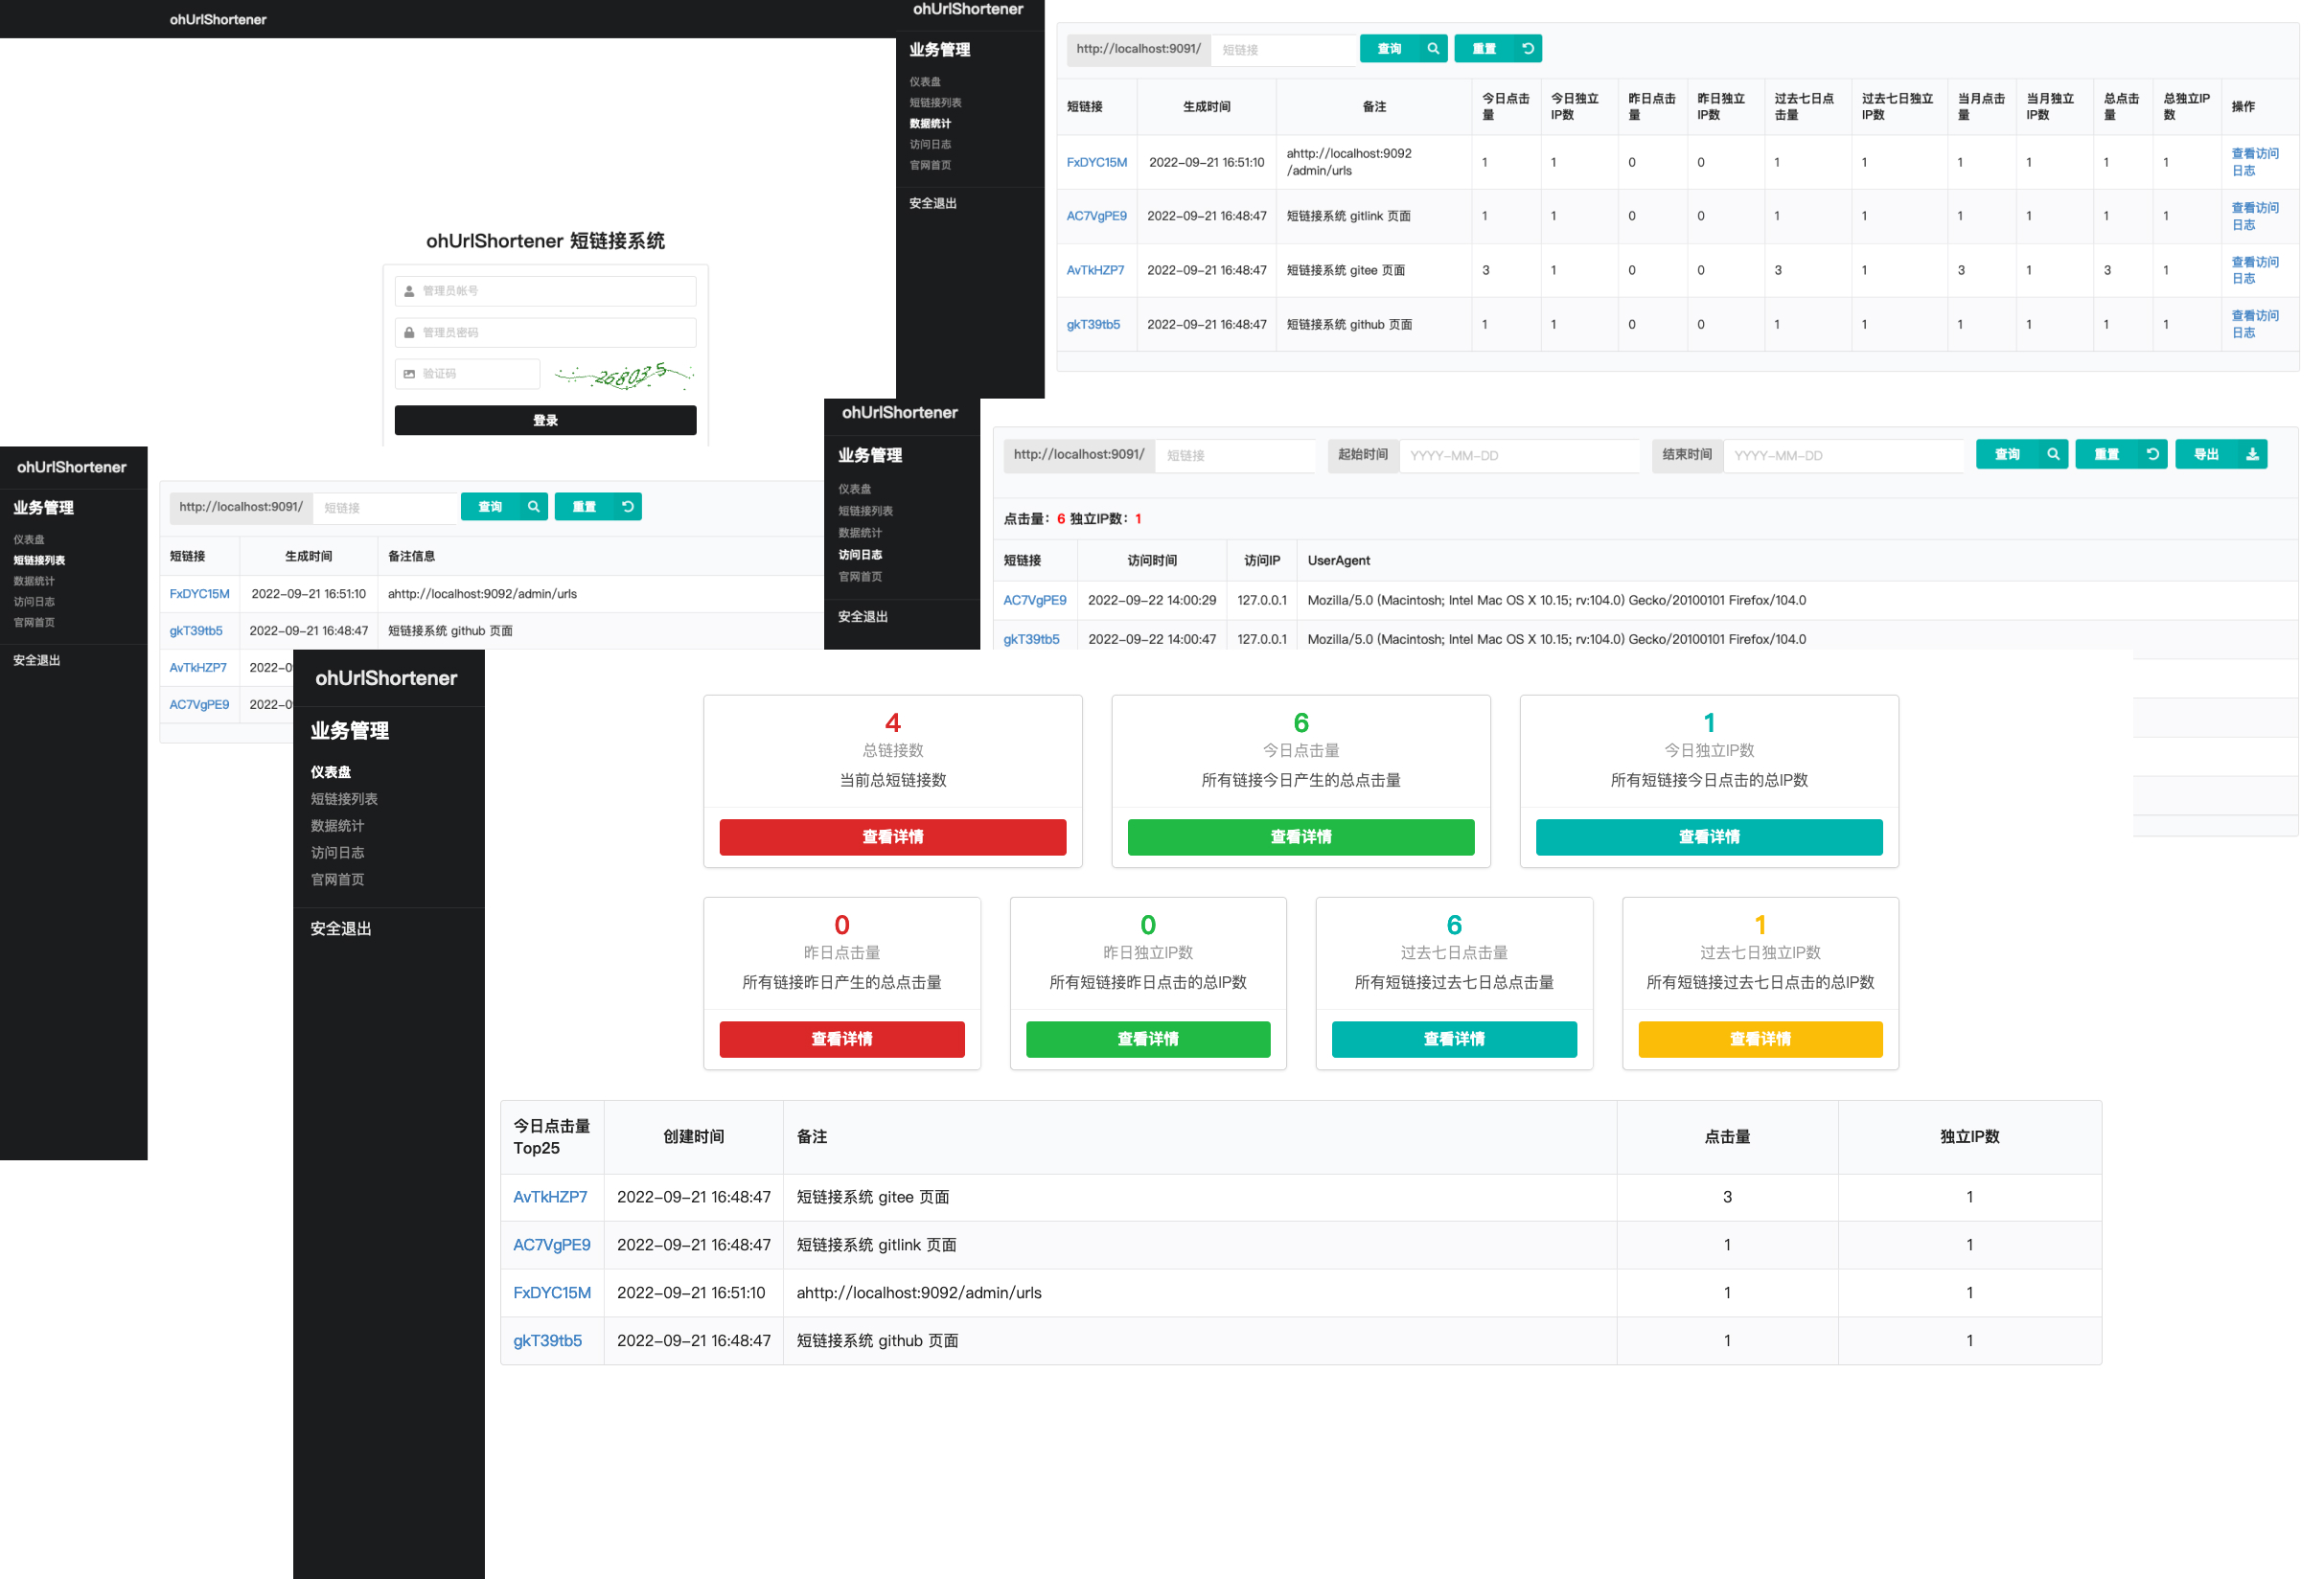 ohUrlShortener
ohUrlShortener 短链接系统
管理员帐号
管理员密码
验证码 258035
登录
ohUrlShortener
业务管理
仪表盘
短链接列表
数据统计
访问日志
官网首页
安全退出
http://localhost:9091/ 短链接 查询 重置
短链接 生成时间 备注 今日点击量 今日独立IP数 昨日点击量 昨日独立IP数 过去七日点击量 过去七日独立IP数 当月点击量 当月独立IP数 总点击量 总独立IP数 操作
FxDYC15M 2022-09-21 16:51:10 ahttp://localhost:9092/admin/urls 1 1 0 0 1 1 1 1 1 1 查看访问日志
AC7VgPE9 2022-09-21 16:48:47 短链接系统 gitlink 页面 1 1 0 0 1 1 1 1 1 1 查看访问日志
AvTkHZP7 2022-09-21 16:48:47 短链接系统 gitee 页面 3 1 0 0 3 1 3 1 3 1 查看访问日志
gkT39tb5 2022-09-21 16:48:47 短链接系统 github 页面 1 1 0 0 1 1 1 1 1 1 查看访问日志
ohUrlShortener
业务管理
仪表盘
短链接列表
数据统计
访问日志
官网首页
安全退出
http://localhost:9091/ 短链接 查询 重置
短链接 生成时间 备注信息
FxDYC15M 2022-09-21 16:51:10 ahttp://localhost:9092/admin/urls
gkT39tb5 2022-09-21 16:48:47 短链接系统 github 页面
AvTkHZP7 2022-0
AC7VgPE9 2022-0
ohUrlShortener
业务管理
仪表盘
短链接列表
数据统计
访问日志
官网首页
安全退出
http://localhost:9091/ 短链接 起始时间 YYYY-MM-DD 结束时间 YYYY-MM-DD 查询 重置 导出
点击量：6 独立IP数：1
短链接 访问时间 访问IP UserAgent
AC7VgPE9 2022-09-22 14:00:29 127.0.0.1 Mozilla/5.0 (Macintosh; Intel Mac OS X 10.15; rv:104.0) Gecko/20100101 Firefox/104.0
gkT39tb5 2022-09-22 14:00:47 127.0.0.1 Mozilla/5.0 (Macintosh; Intel Mac OS X 10.15; rv:104.0) Gecko/20100101 Firefox/104.0
ohUrlShortener
业务管理
仪表盘
短链接列表
数据统计
访问日志
官网首页
安全退出
4
总链接数
当前总短链接数
查看详情
6
今日点击量
所有链接今日产生的总点击量
查看详情
1
今日独立IP数
所有短链接今日点击的总IP数
查看详情
0
昨日点击量
所有链接昨日产生的总点击量
查看详情
0
昨日独立IP数
所有短链接昨日点击的总IP数
查看详情
6
过去七日点击量
所有短链接过去七日总点击量
查看详情
1
过去七日独立IP数
所有短链接过去七日点击的总IP数
查看详情
今日点击量Top25 创建时间 备注 点击量 独立IP数
AvTkHZP7 2022-09-21 16:48:47 短链接系统 gitee 页面 3 1
AC7VgPE9 2022-09-21 16:48:47 短链接系统 gitlink 页面 1 1
FxDYC15M 2022-09-21 16:51:10 ahttp://localhost:9092/admin/urls 1 1
gkT39tb5 2022-09-21 16:48:47 短链接系统 github 页面 1 1